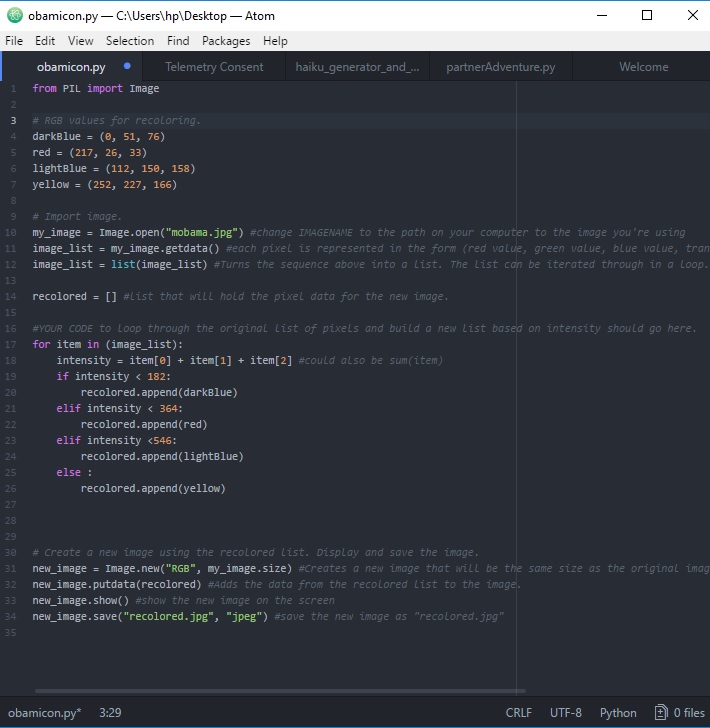 obamicon.py — C:\Users\hp\Desktop — Atom
File Edit View Selection Find Packages Help
obamicon.py Telemetry Consent haiku_generator_and_... partnerAdventure.py Welcome
1 from PIL import Image
2
3 # RGB values for recoloring.
4 darkBlue = (0, 51, 76)
5 red = (217, 26, 33)
6 lightBlue = (112, 150, 158)
7 yellow = (252, 227, 166)
8
9 # Import image.
10 my_image = Image.open("mobama.jpg") #change IMAGENAME to the path on your computer to the image you're using
11 image_list = my_image.getdata() #each pixel is represented in the form (red value, green value, blue value, tran
12 image_list = list(image_list) #Turns the sequence above into a list. The list can be iterated through in a loop.
13
14 recolored = [] #list that will hold the pixel data for the new image.
15
16 #YOUR CODE to loop through the original list of pixels and build a new list based on intensity should go here.
17 for item in (image_list):
18     intensity = item[0] + item[1] + item[2] #could also be sum(item)
19     if intensity < 182:
20         recolored.append(darkBlue)
21     elif intensity < 364:
22         recolored.append(red)
23     elif intensity <546:
24         recolored.append(lightBlue)
25     else :
26         recolored.append(yellow)
27
28
29
30 # Create a new image using the recolored list. Display and save the image.
31 new_image = Image.new("RGB", my_image.size) #Creates a new image that will be the same size as the original imag
32 new_image.putdata(recolored) #Adds the data from the recolored list to the image.
33 new_image.show() #show the new image on the screen
34 new_image.save("recolored.jpg", "jpeg") #save the new image as "recolored.jpg"
35
obamicon.py* 3:29 CRLF UTF-8 Python 0 files